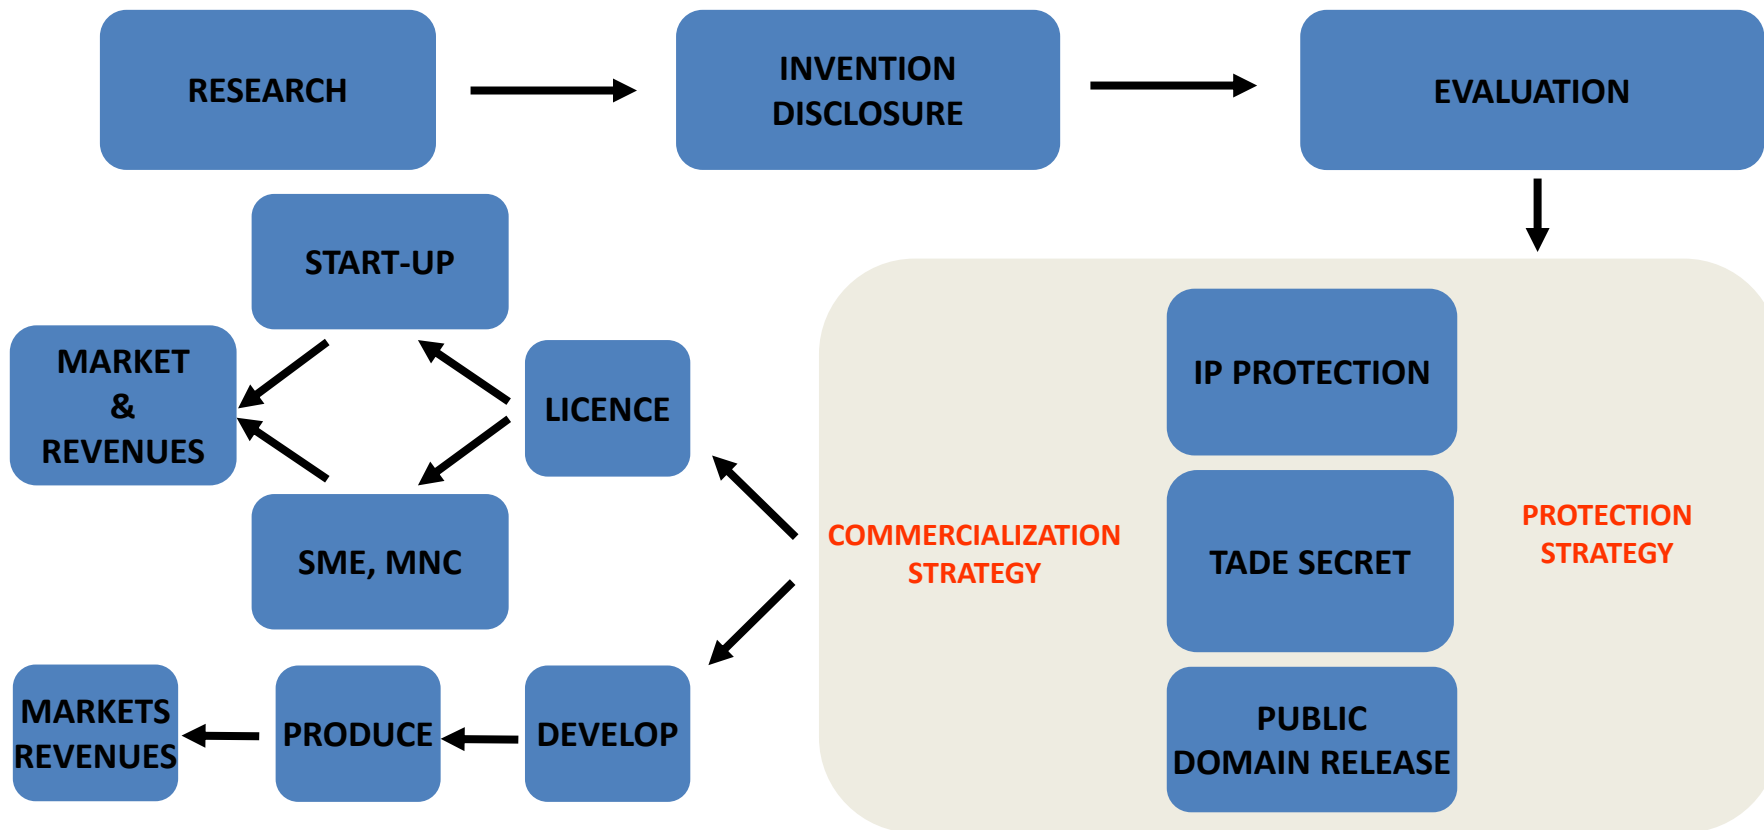 RESEARCH
INVENTION
DISCLOSURE
EVALUATION
START-UP
MARKET
&
REVENUES
LICENCE
SME, MNC
IP PROTECTION
COMMERCIALIZATION
STRATEGY
TADE SECRET
PROTECTION
STRATEGY
MARKETS
REVENUES
PRODUCE
DEVELOP
PUBLIC
DOMAIN RELEASE